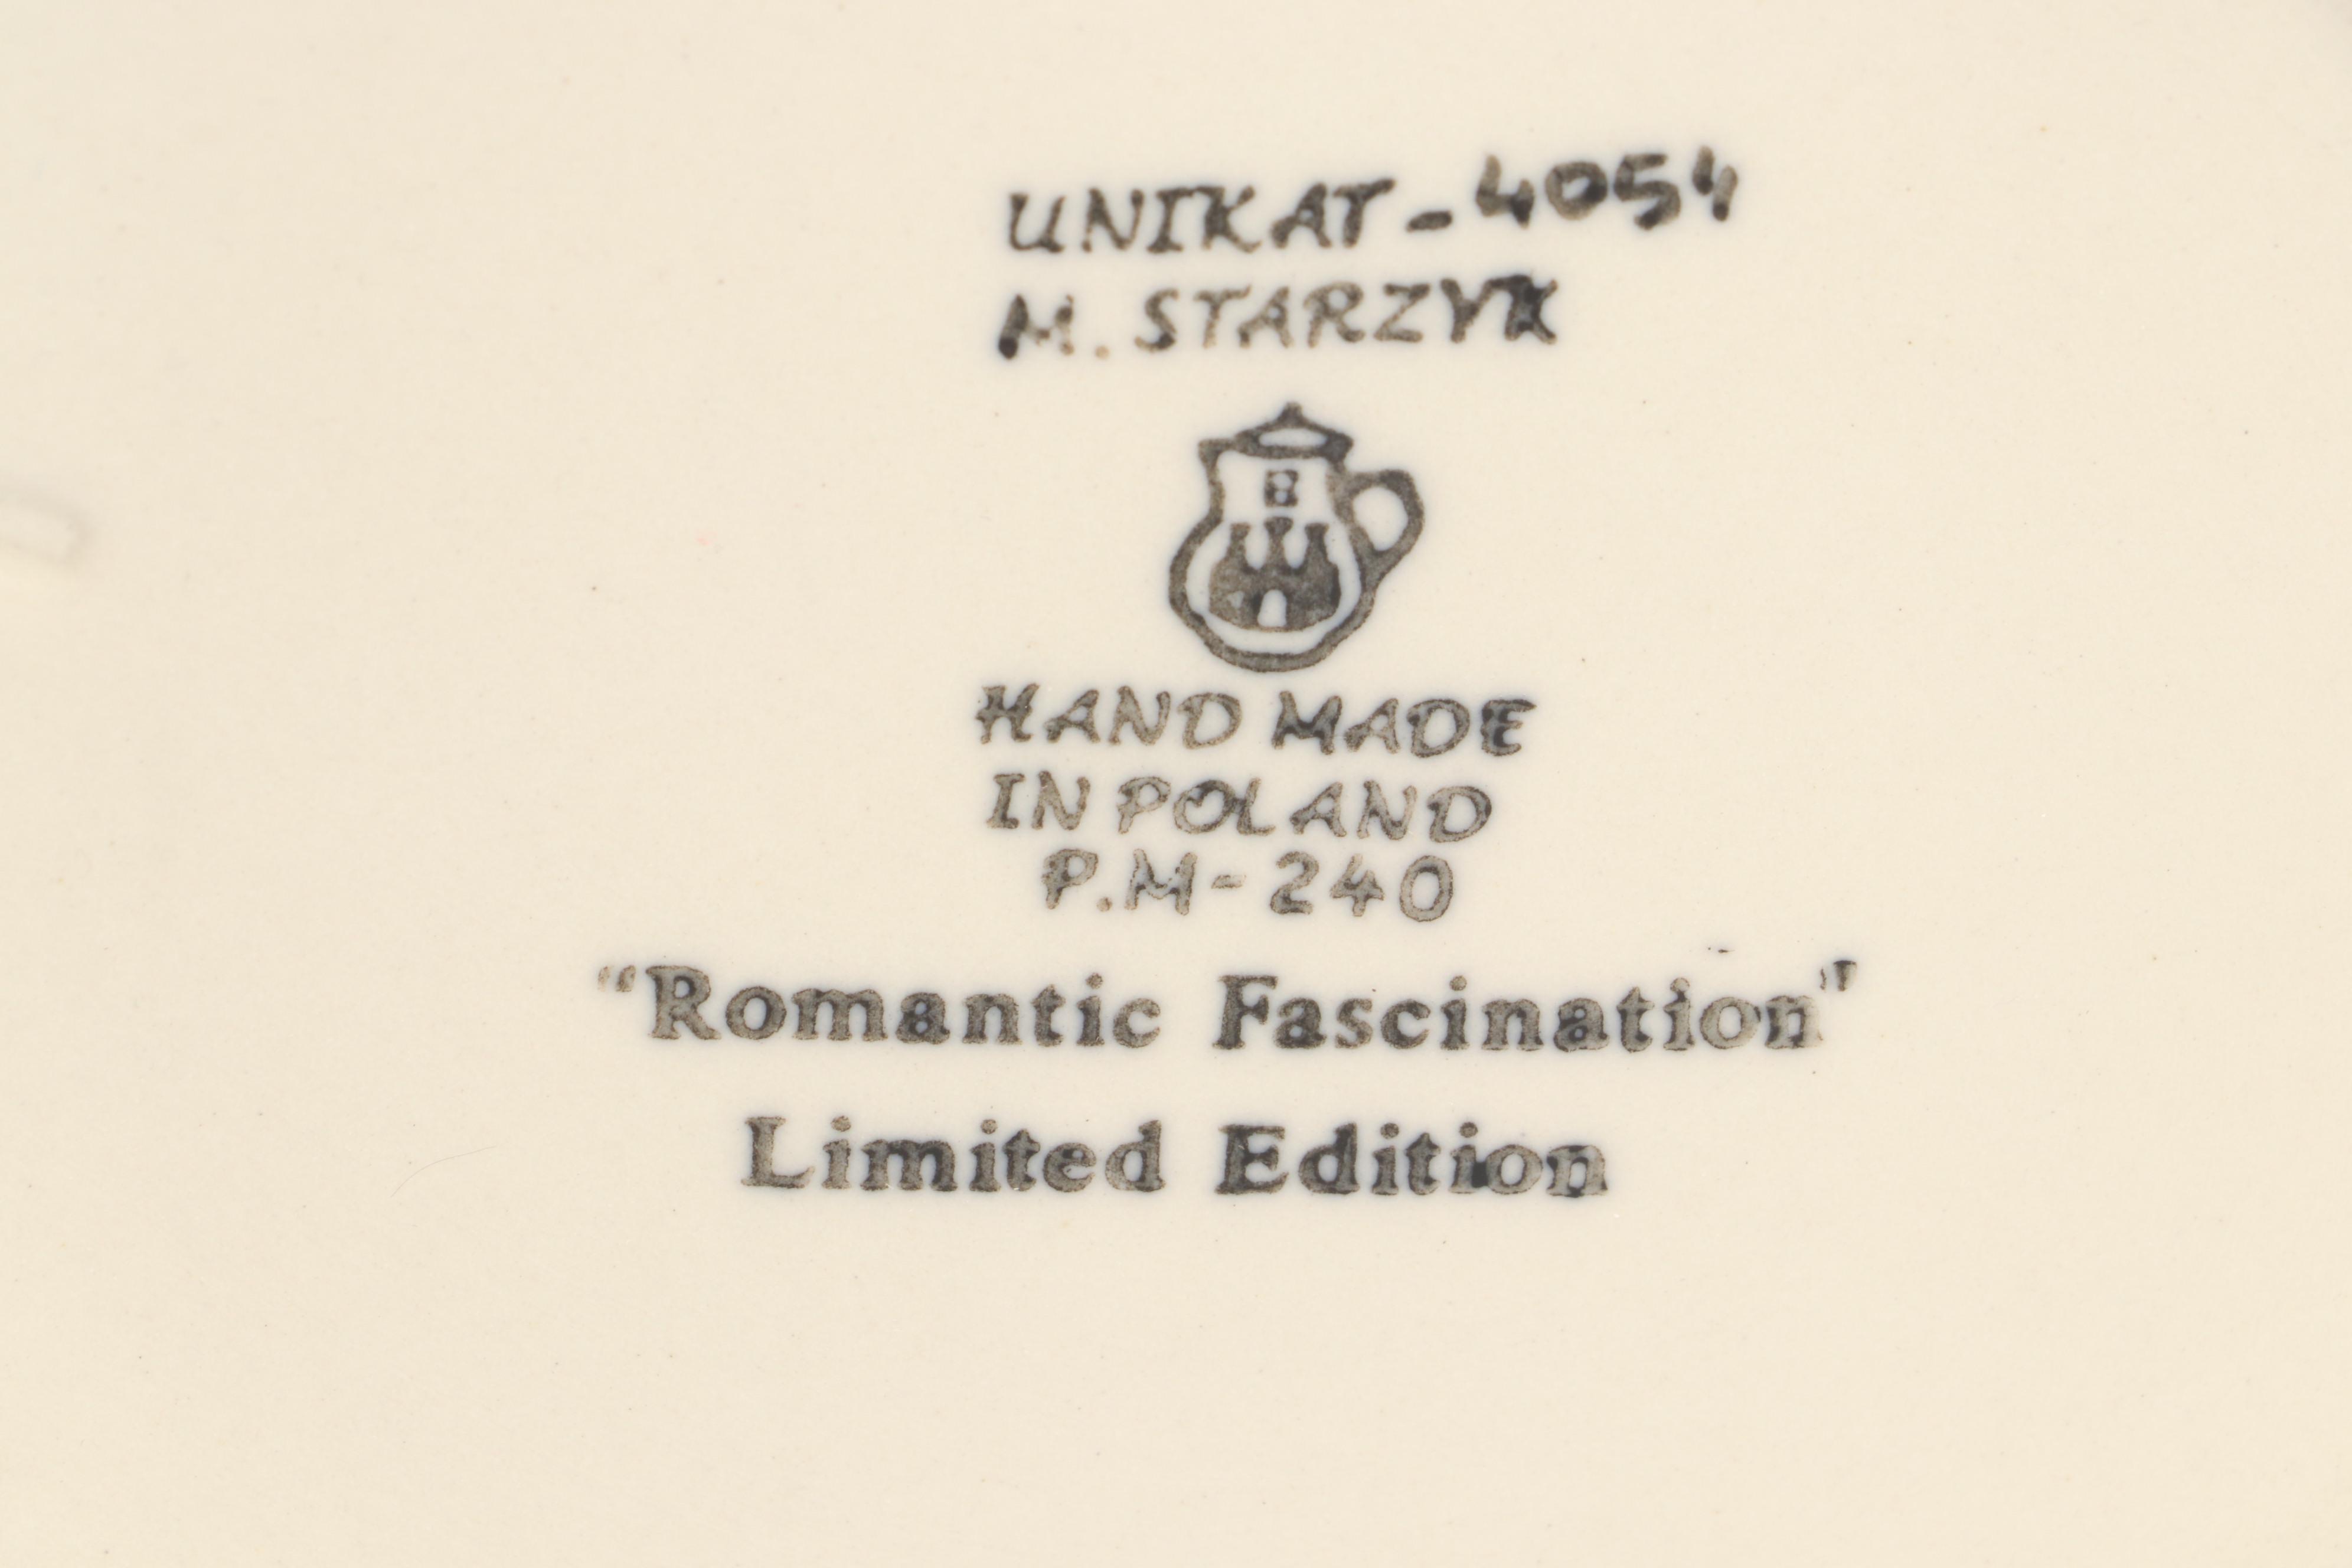 UNIKAT - 4054
M. STARZYK
B
HAND MADE
IN POLAND
P.M - 240
"Romantic Fascination"
Limited Edition